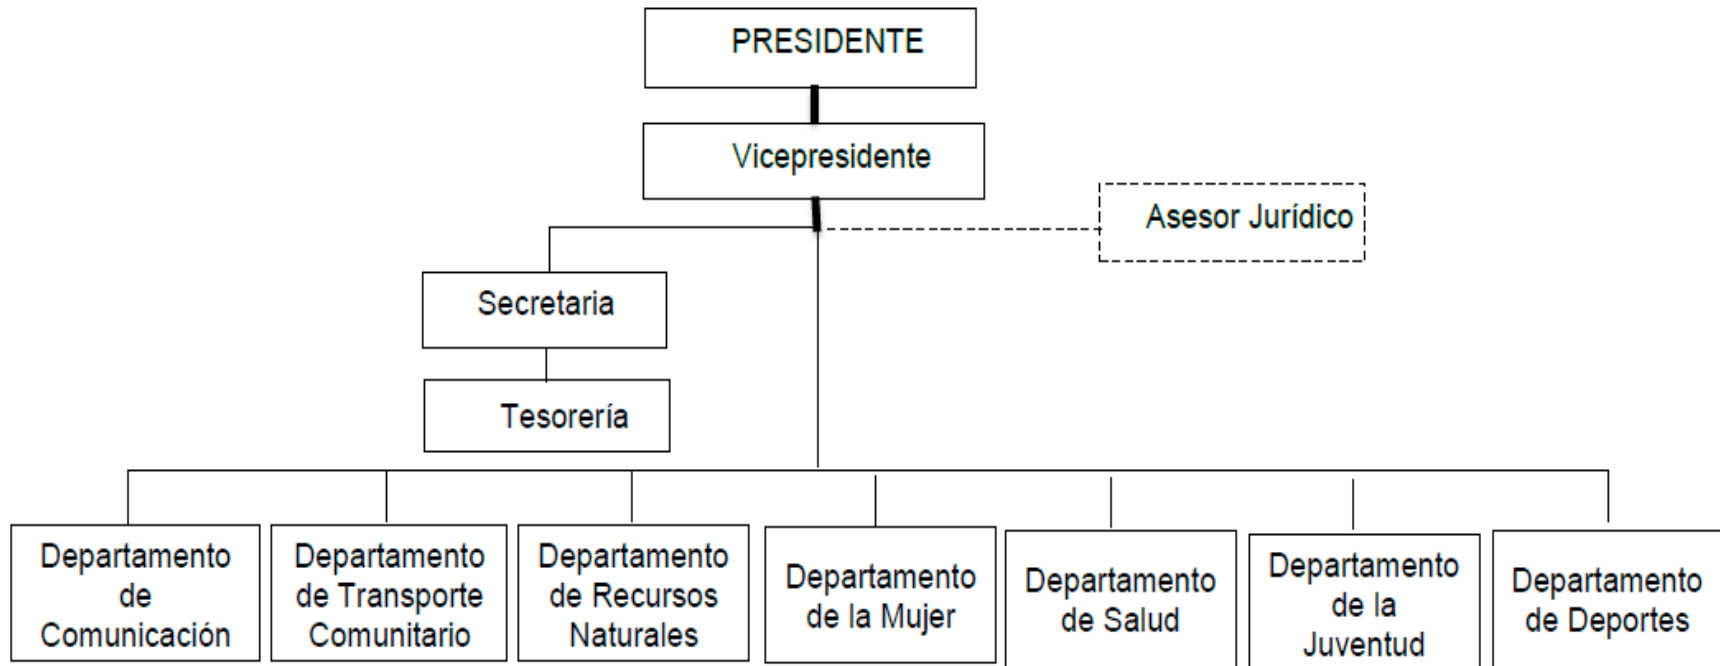 PRESIDENTE
Vicepresidente
Asesor Jurídico
Secretaria
Tesorería
Departamento
de
Comunicación
Departamento
de Transporte
Comunitario
Departamento
de Recursos
Naturales
Departamento
de la Mujer
Departamento
de Salud
Departamento
de la
Juventud
Departamento
de Deportes